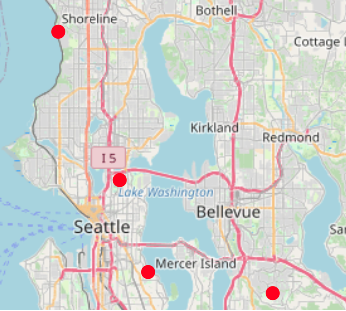 Shoreline
Bothell
Cottage L
Kirkland
Redmond
I 5
Lake Washington
Bellevue
Seattle
Sa
Mercer Island